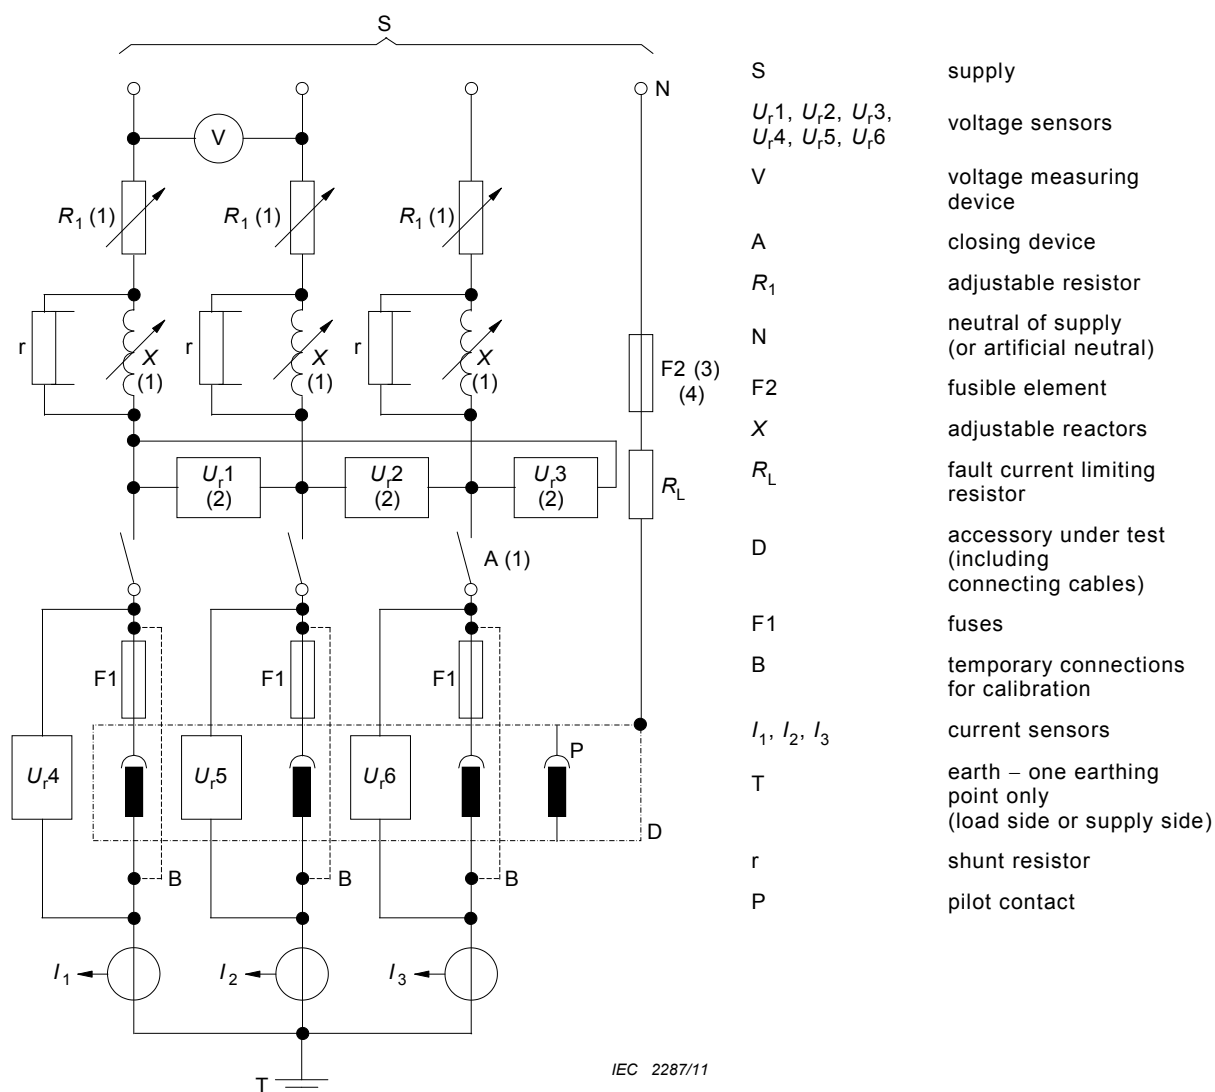 S
N
V
R1 (1)
R1 (1)
R1 (1)
r
X
(1)
r
X
(1)
r
X
(1)
F2 (3)
(4)
Ur1
(2)
Ur2
(2)
Ur3
(2)
RL
A (1)
F1
F1
F1
Ur4
Ur5
Ur6
P
D
B
B
B
I1
I2
I3
T
IEC 2287/11
S supply
Ur1, Ur2, Ur3,
Ur4, Ur5, Ur6
voltage sensors
V voltage measuring
device
A closing device
R1 adjustable resistor
N neutral of supply
(or artificial neutral)
F2 fusible element
X adjustable reactors
RL fault current limiting
resistor
D accessory under test
(including
connecting cables)
F1 fuses
B temporary connections
for calibration
I1, I2, I3 current sensors
T earth – one earthing
point only
(load side or supply side)
r shunt resistor
P pilot contact